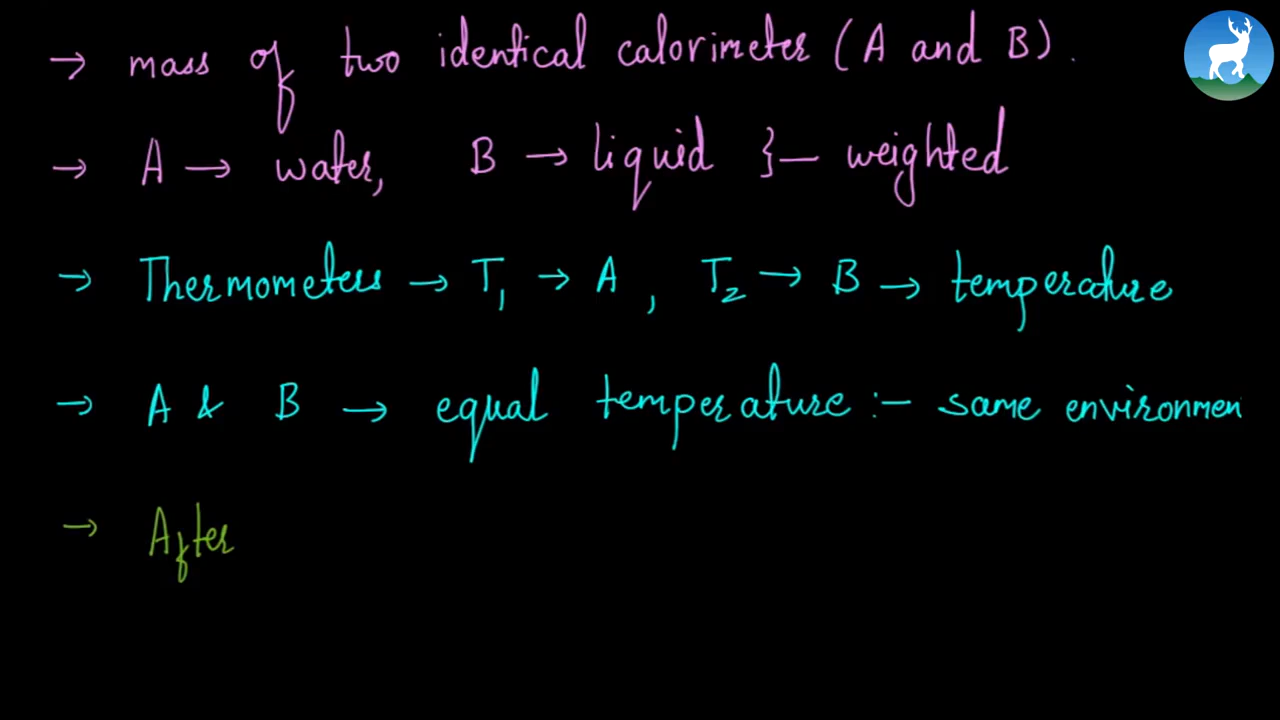 → mass of two identical calorimeter (A and B).
→ A → water, B → liquid }— weighted
→ Thermometers → T₁ → A, T₂ → B → temperature
→ A & B → equal temperature :- same environmen
→ After